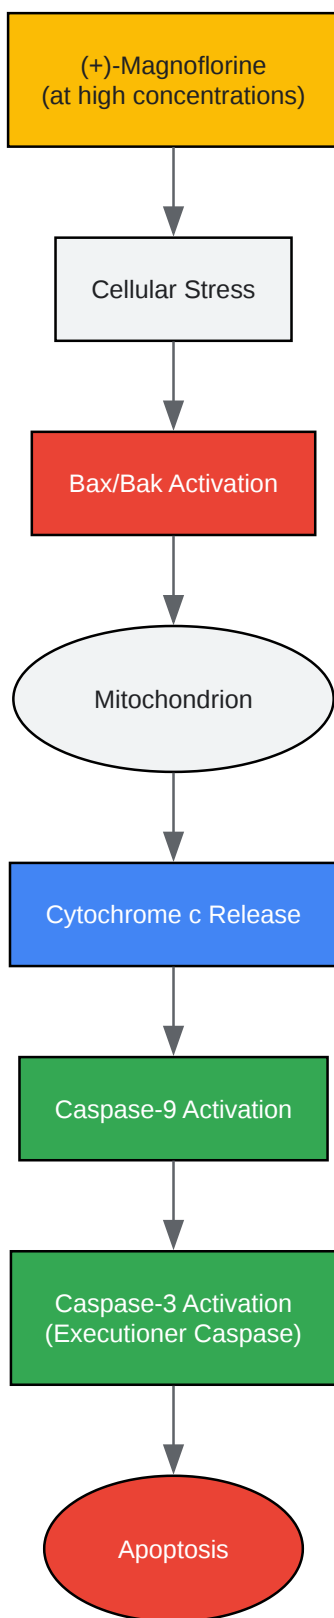 (+)-Magnoflorine
(at high concentrations)
Cellular Stress
Bax/Bak Activation
Mitochondrion
Cytochrome c Release
Caspase-9 Activation
Caspase-3 Activation
(Executioner Caspase)
Apoptosis